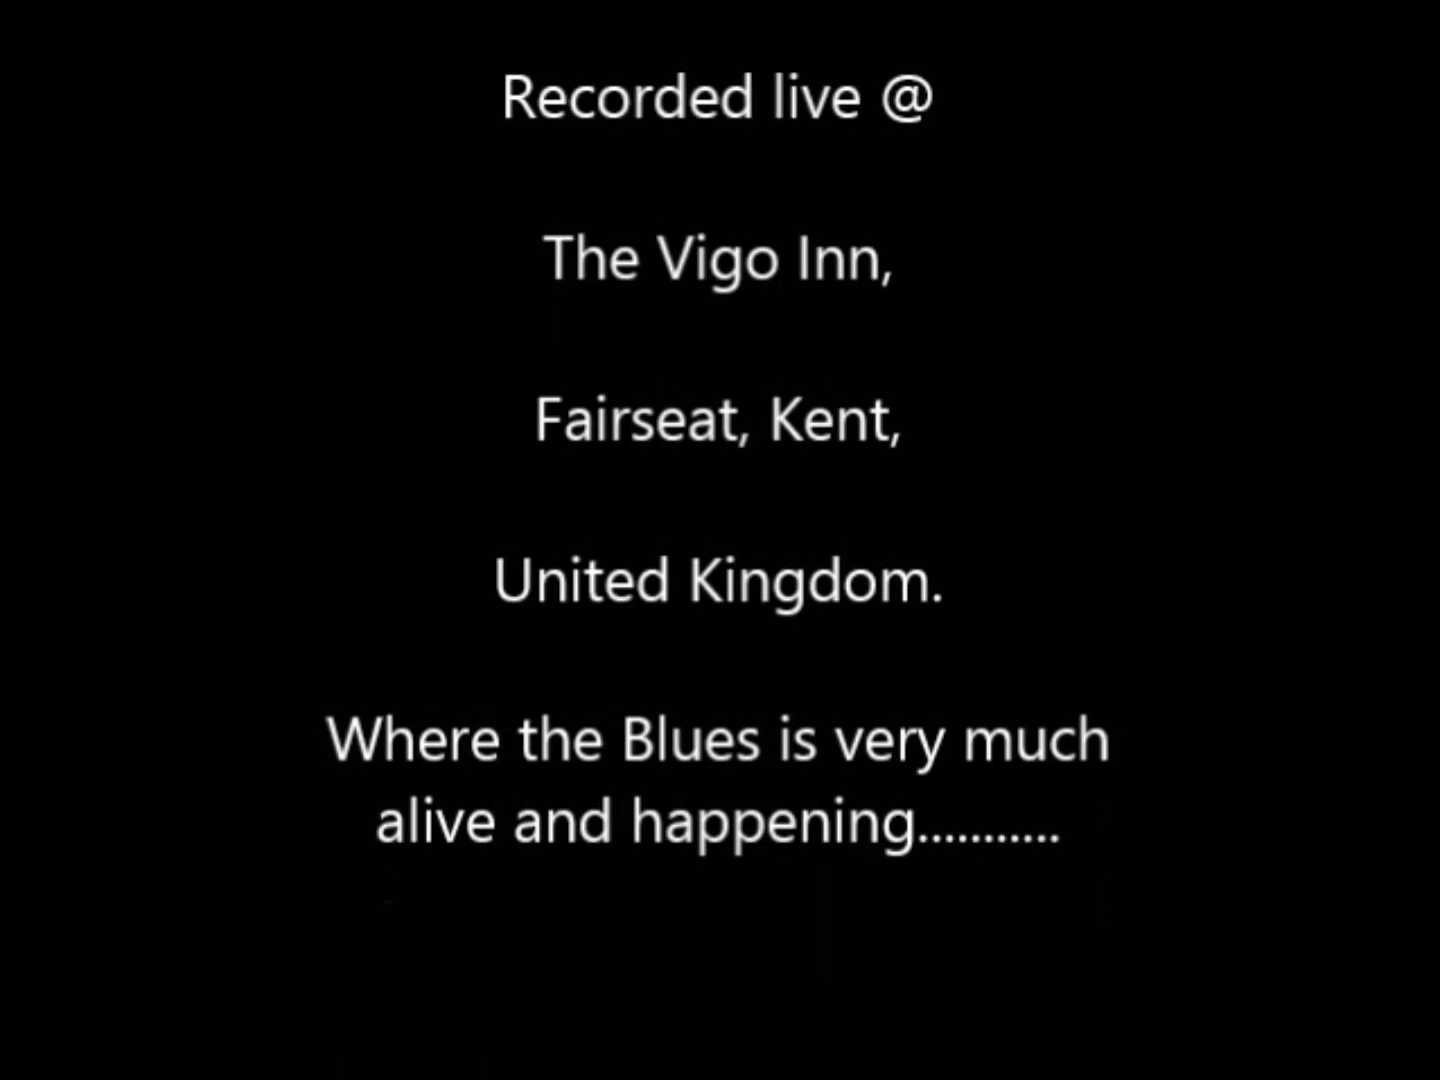 Recorded live @
The Vigo Inn,
Fairseat, Kent,
United Kingdom.
Where the Blues is very much
alive and happening...........